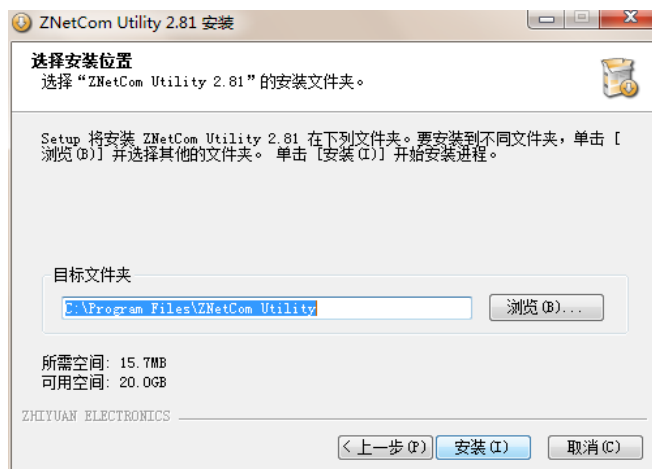 ZNetCom Utility 2.81 安装
选择安装位置
选择“ZNetCom Utility 2.81”的安装文件夹。
Setup 将安装 ZNetCom Utility 2.81 在下列文件夹。要安装到不同文件夹，单击 [
浏览(B)] 并选择其他的文件夹。 单击 [安装(I)] 开始安装进程。
目标文件夹
C:\Program Files\ZNetCom Utility
浏览(B)...
所需空间: 15.7MB
可用空间: 20.0GB
ZHIYUAN ELECTRONICS
< 上一步(P) 安装(I) 取消(C)